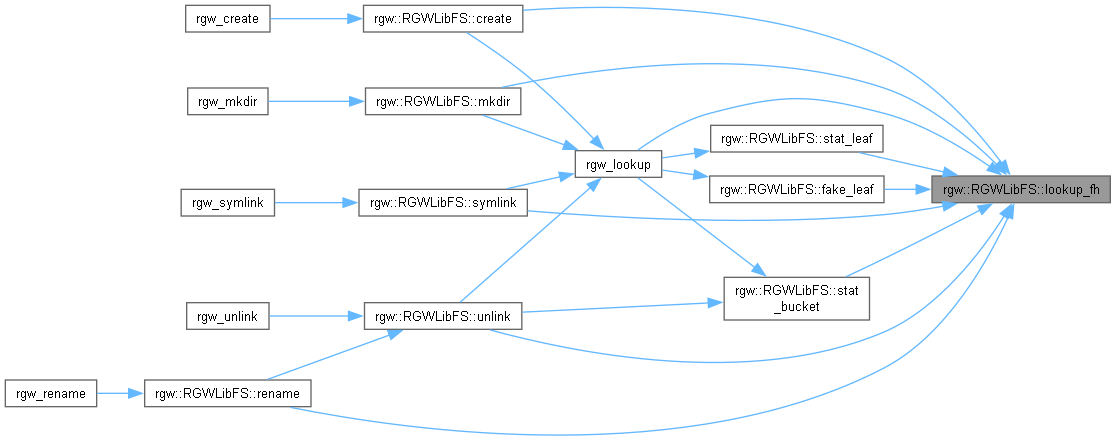 rgw_create
rgw::RGWLibFS::create
rgw_mkdir
rgw::RGWLibFS::mkdir
rgw_lookup
rgw::RGWLibFS::stat_leaf
rgw::RGWLibFS::fake_leaf
rgw::RGWLibFS::lookup_fh
rgw_symlink
rgw::RGWLibFS::symlink
rgw::RGWLibFS::stat
_bucket
rgw_unlink
rgw::RGWLibFS::unlink
rgw_rename
rgw::RGWLibFS::rename